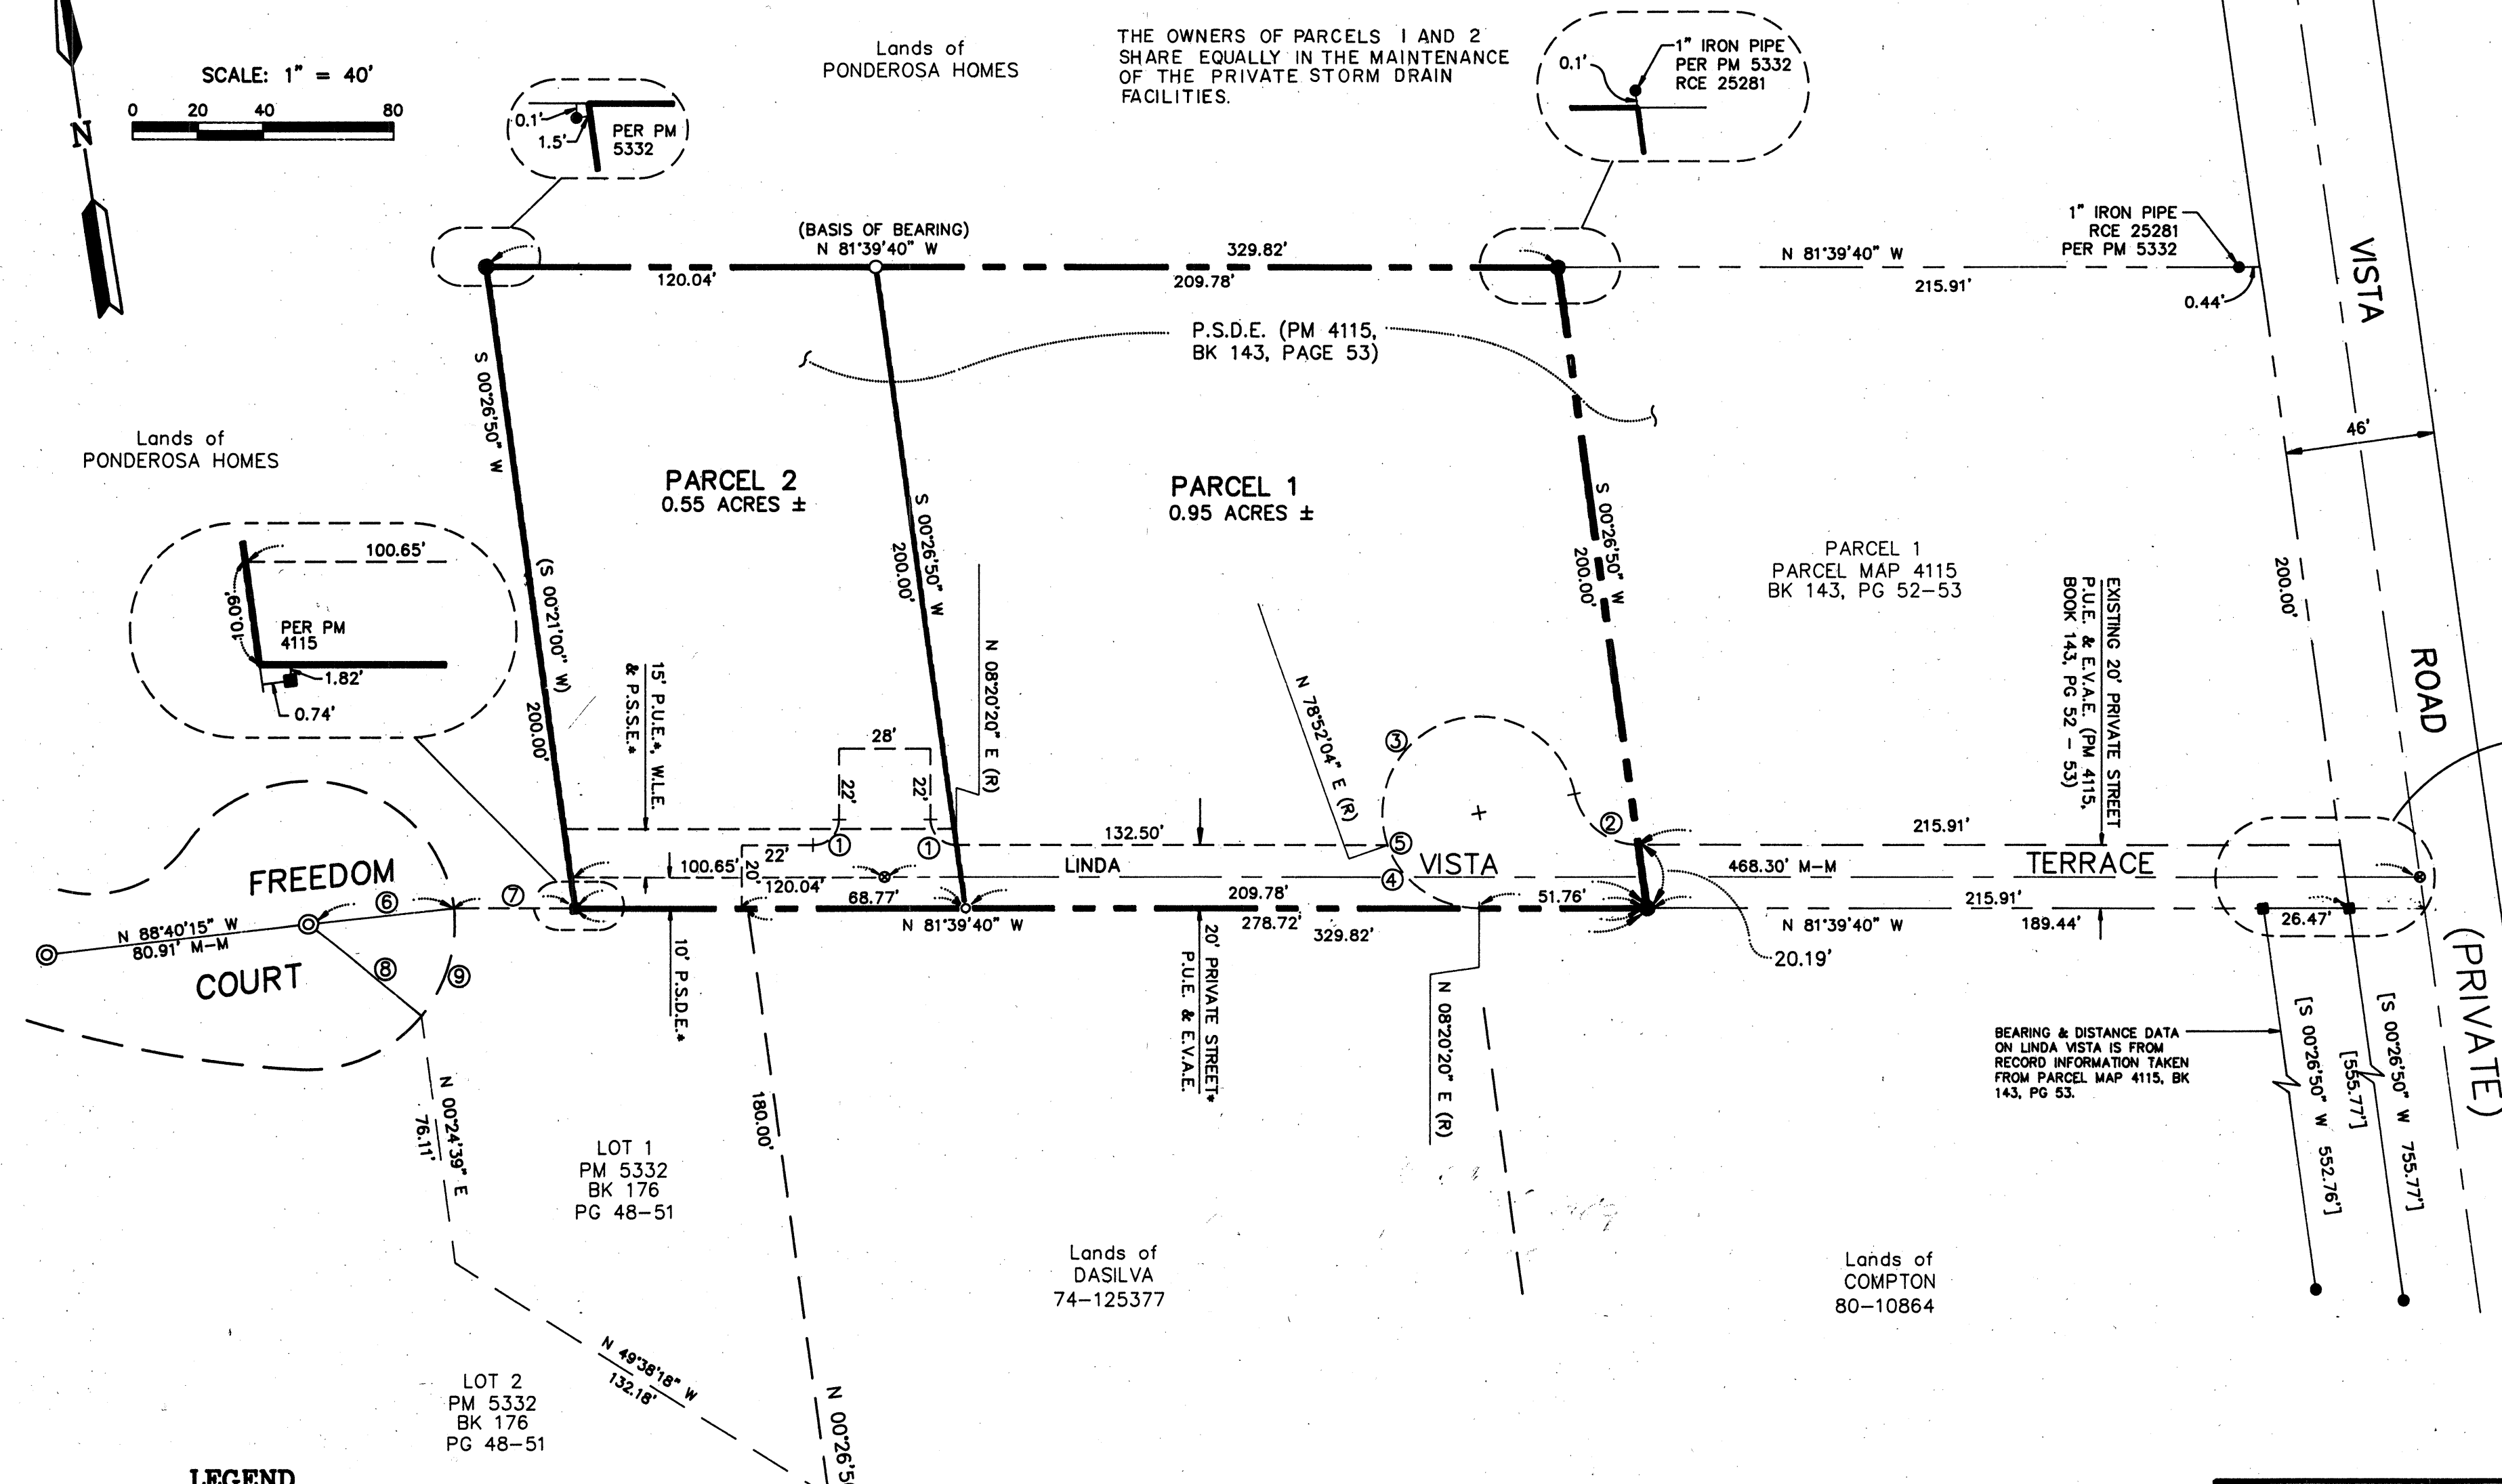 SCALE: 1" = 40'
0 20 40 80
N
Lands of
PONDEROSA HOMES
THE OWNERS OF PARCELS 1 AND 2
SHARE EQUALLY IN THE MAINTENANCE
OF THE PRIVATE STORM DRAIN
FACILITIES.
0.1'
1.5'
PER PM
5332
0.1'
1" IRON PIPE
PER PM 5332
RCE 25281
(BASIS OF BEARING)
N 81°39'40" W
329.82'
120.04'
209.78'
N 81°39'40" W
215.91'
1" IRON PIPE
RCE 25281
PER PM 5332
0.44'
VISTA
ROAD
(PRIVATE)
46'
P.S.D.E. (PM 4115,
BK 143, PAGE 53)
Lands of
PONDEROSA HOMES
S 00°26'50" W
(S 00°21'00" W)
200.00'
PARCEL 2
0.55 ACRES ±
S 00°26'50" W
200.00'
PARCEL 1
0.95 ACRES ±
S 00°26'50" W
200.00'
PARCEL 1
PARCEL MAP 4115
BK 143, PG 52-53
EXISTING 20' PRIVATE STREET
P.U.E. & E.V.A.E. (PM 4115,
BOOK 143, PG 52 - 53)
200.00'
100.65'
10.09'
PER PM
4115
1.82'
0.74'
15' P.U.E.*, W.L.E.
& P.S.S.E.*
28'
22'
22'
N 08°20'20" E (R)
N 78°52'04" E (R)
3
2
1
1
5
4
132.50'
22'
20'
100.65'
120.04'
68.77'
LINDA
VISTA
TERRACE
215.91'
468.30' M-M
209.78'
51.76'
215.91'
N 81°39'40" W
278.72'
329.82'
N 81°39'40" W
189.44'
26.47'
20.19'
FREEDOM
COURT
6
7
8
9
N 88°40'15" W
80.91' M-M
10' P.S.D.E.*
20' PRIVATE STREET*
P.U.E. & E.V.A.E.
N 08°20'20" E (R)
BEARING & DISTANCE DATA
ON LINDA VISTA IS FROM
RECORD INFORMATION TAKEN
FROM PARCEL MAP 4115, BK
143, PG 53.
[S 00°26'50" W 552.76']
[555.77']
[S 00°26'50" W 755.77']
N 00°24'39" E
76.11'
180.00'
LOT 1
PM 5332
BK 176
PG 48-51
Lands of
DASILVA
74-125377
Lands of
COMPTON
80-10864
N 49°38'18" W
132.18'
LOT 2
PM 5332
BK 176
PG 48-51
N 00°26'50
LEGEND